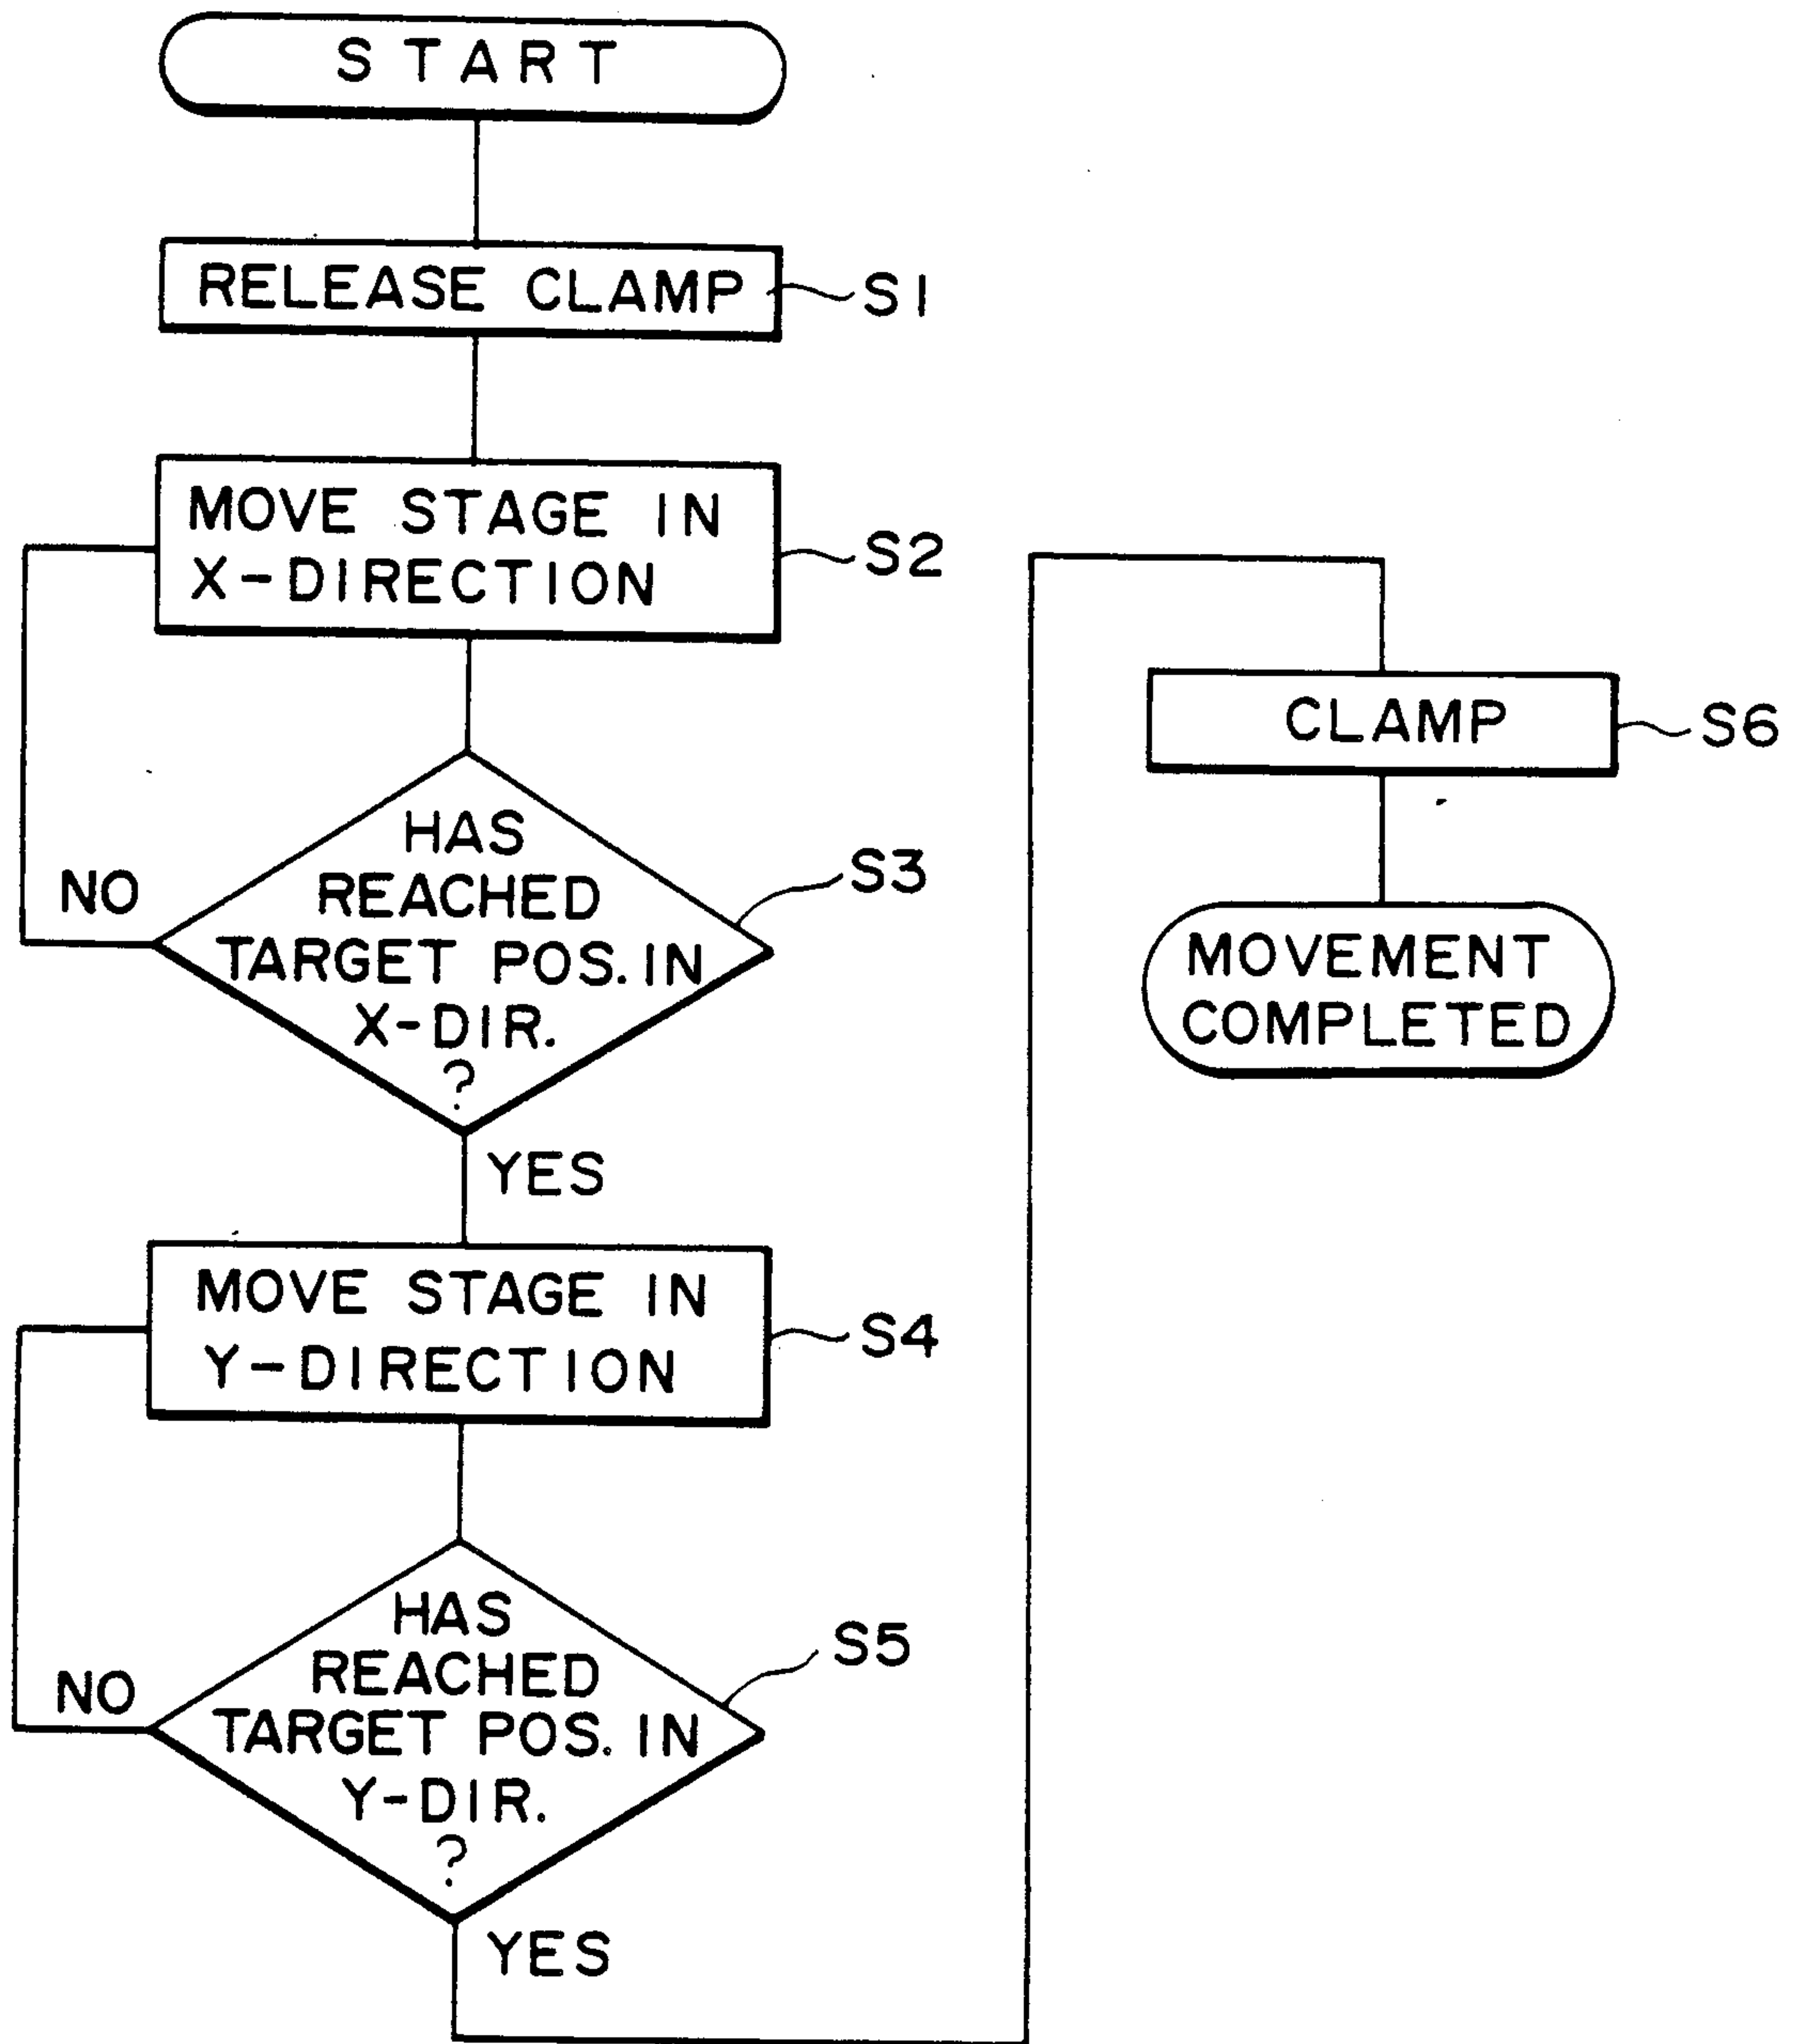 START
RELEASE CLAMP
S1
MOVE STAGE IN
X-DIRECTION
S2
HAS
REACHED
TARGET POS. IN
X-DIR.
?
S3
NO
YES
MOVE STAGE IN
Y-DIRECTION
S4
HAS
REACHED
TARGET POS. IN
Y-DIR.
?
S5
NO
YES
CLAMP
S6
MOVEMENT
COMPLETED